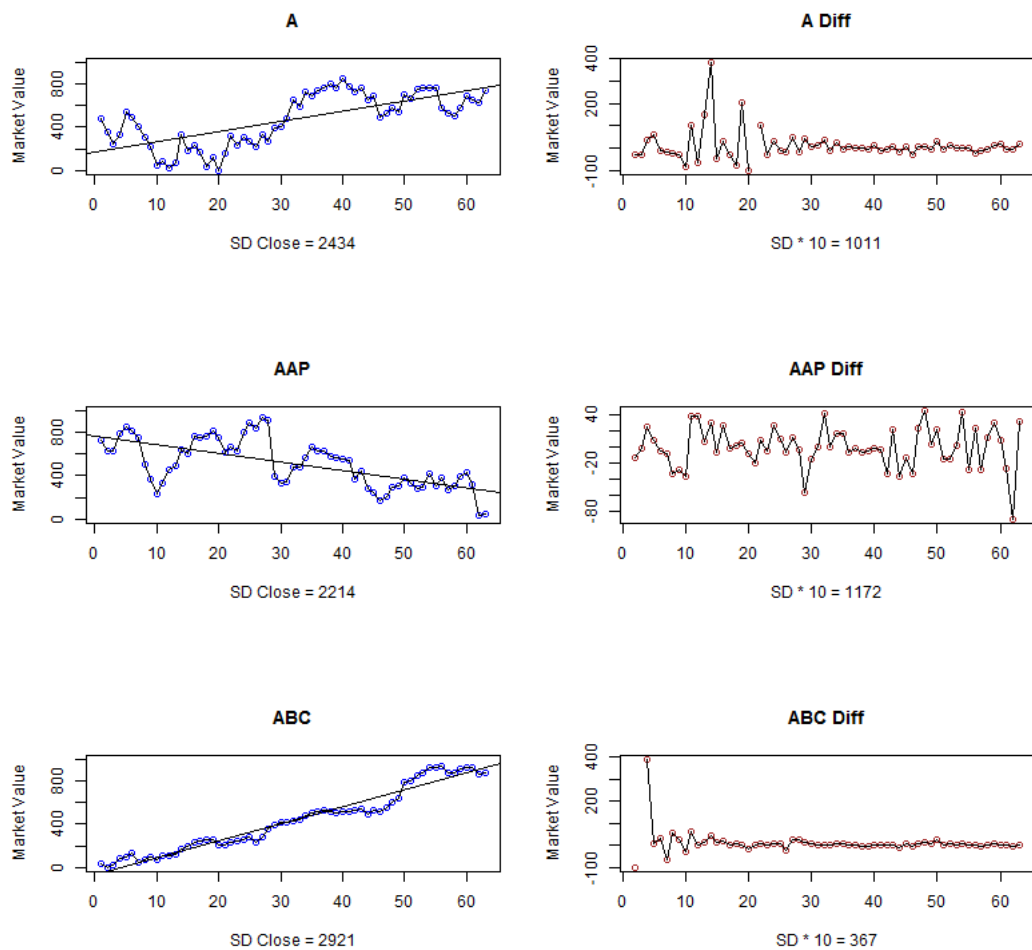 A
Market Value
0 400 800
0 10 20 30 40 50 60
SD Close = 2434
A Diff
Market Value
-100 200 400
0 10 20 30 40 50 60
SD * 10 = 1011
AAP
Market Value
0 400 800
0 10 20 30 40 50 60
SD Close = 2214
AAP Diff
Market Value
-80 -20 40
0 10 20 30 40 50 60
SD * 10 = 1172
ABC
Market Value
0 400 800
0 10 20 30 40 50 60
SD Close = 2921
ABC Diff
Market Value
-100 200 400
0 10 20 30 40 50 60
SD * 10 = 367